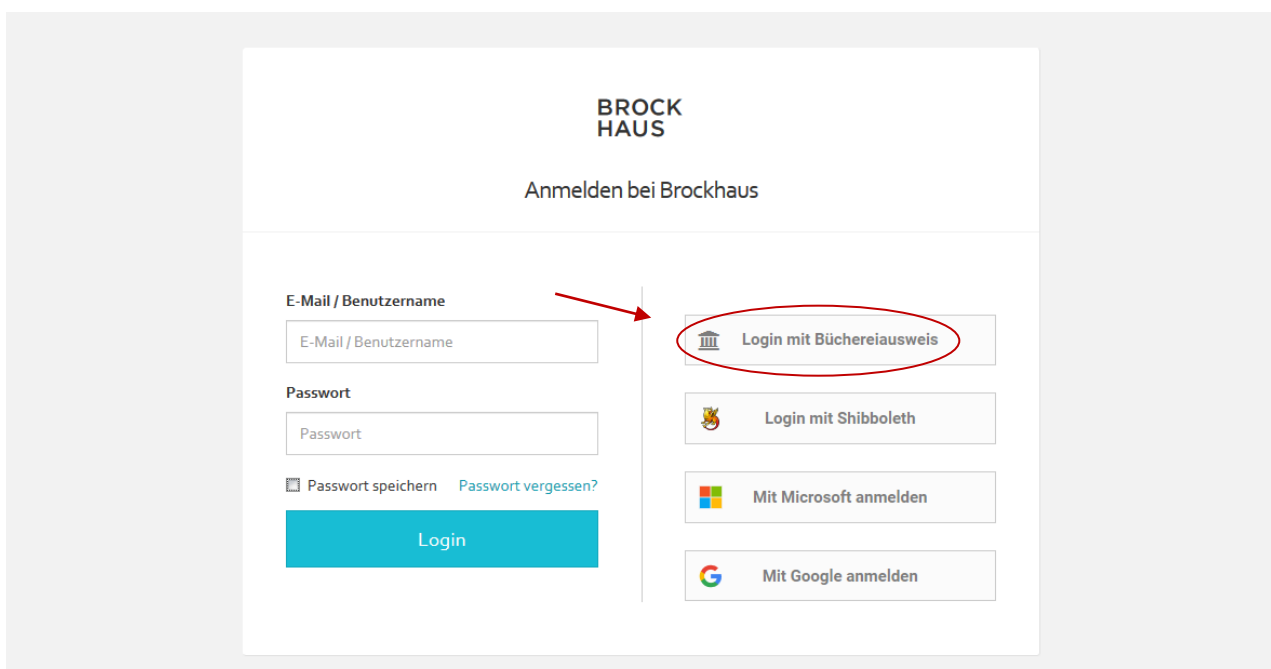 BROCK
HAUS
Anmelden bei Brockhaus
E-Mail / Benutzername
E-Mail / Benutzername
Passwort
Passwort
Passwort speichern Passwort vergessen?
Login
Login mit Büchereiausweis
Login mit Shibboleth
Mit Microsoft anmelden
Mit Google anmelden